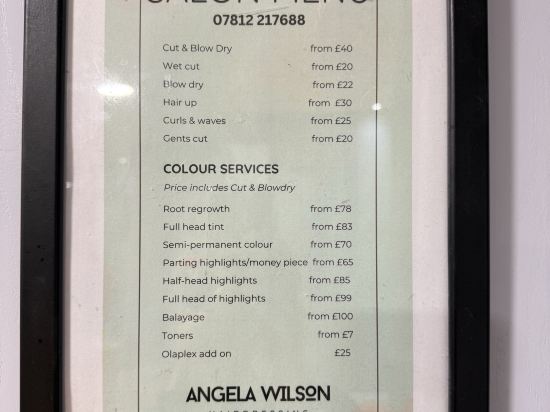 SALON MENU
07812 217688
Cut & Blow Dry from £40
Wet cut from £20
Blow dry from £22
Hair up from £30
Curls & waves from £25
Gents cut from £20
COLOUR SERVICES
Price includes Cut & Blowdry
Root regrowth from £78
Full head tint from £83
Semi-permanent colour from £70
Parting highlights/money piece from £65
Half-head highlights from £85
Full head of highlights from £99
Balayage from £100
Toners from £7
Olaplex add on £25
ANGELA WILSON